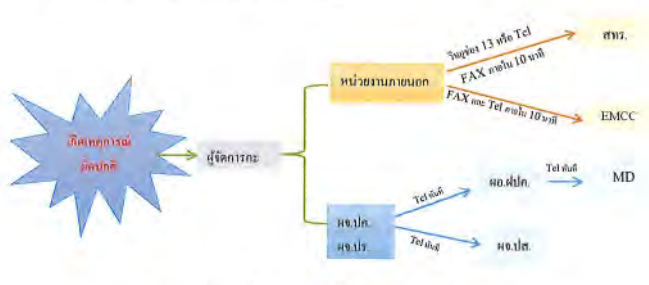 เกิดเหตุการณ์
ผิดปกติ
ผู้จัดการกะ
หน่วยงานภายนอก
วิทยุช่อง 13 หรือ Tel
FAX ภายใน 10 นาที
สทร.
FAX และ Tel ภายใน 10 นาที
EMCC
ผจ.ปค.
ผจ.ปร.
Tel ทันที
ผอ.ฝปค.
Tel ทันที
MD
Tel ทันที
ผจ.ปส.